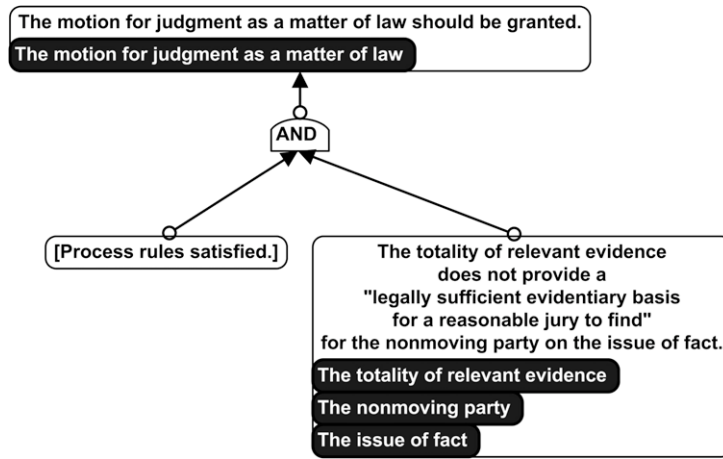 The motion for judgment as a matter of law should be granted.
The motion for judgment as a matter of law
AND
[Process rules satisfied.]
The totality of relevant evidence
does not provide a
"legally sufficient evidentiary basis
for a reasonable jury to find"
for the nonmoving party on the issue of fact.
The totality of relevant evidence
The nonmoving party
The issue of fact